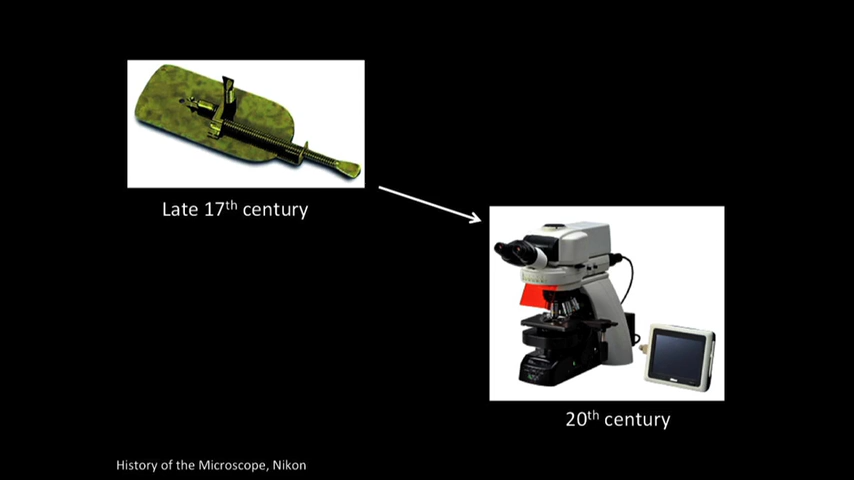 Late 17th century
20th century
History of the Microscope, Nikon